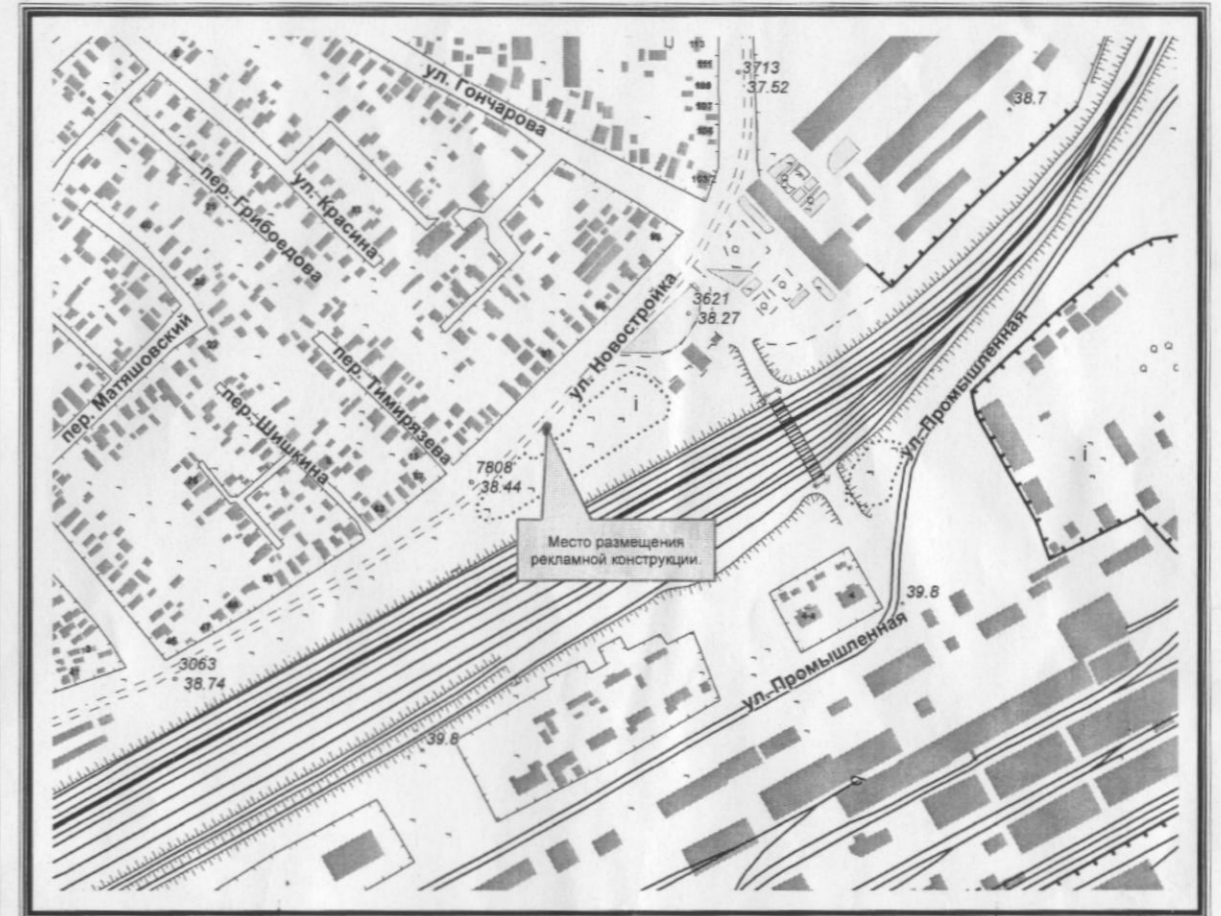 ул. Гончарова
3713
37.52
38.7
пер. Грибоедова
ул. Красина
ул. Новостройка
3621
38.27
пер. Матяшовский
пер. Тимирязева
пер. Шишкина
ул. Промышленная
i
i
7808
38.44
Место размещения
рекламной конструкции.
39.8
ул. Промышленная
3063
38.74
39.8